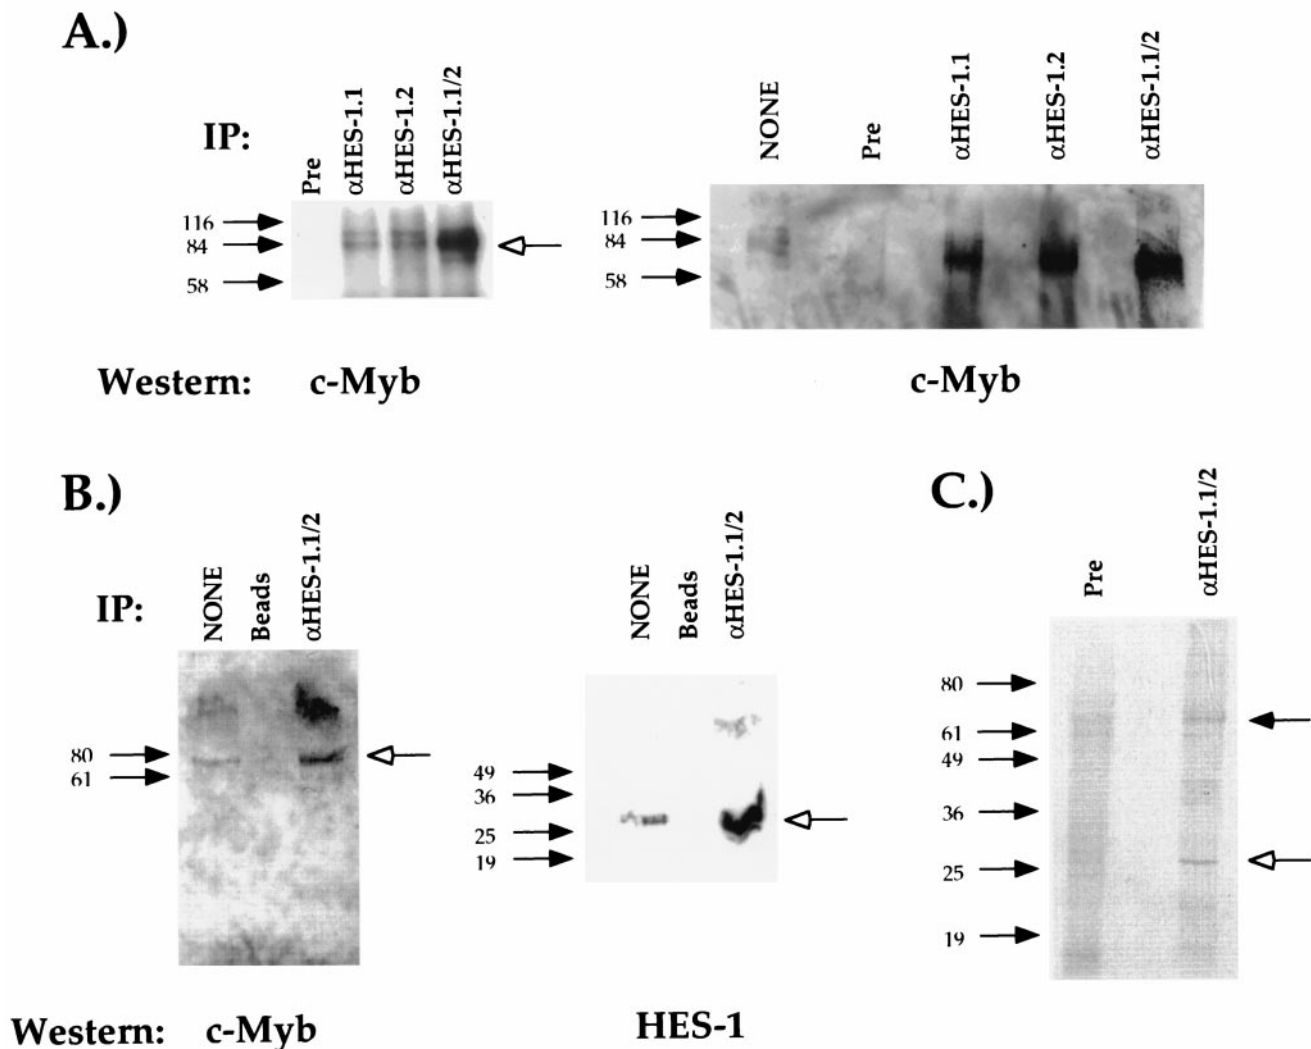 A.)
IP:
Pre
αHES-1.1
αHES-1.2
αHES-1.1/2
116
84
58
NONE
Pre
αHES-1.1
αHES-1.2
αHES-1.1/2
116
84
58
Western: c-Myb
c-Myb
B.)
IP:
NONE
Beads
αHES-1.1/2
80
61
NONE
Beads
αHES-1.1/2
49
36
25
19
Western: c-Myb
HES-1
C.)
Pre
αHES-1.1/2
80
61
49
36
25
19